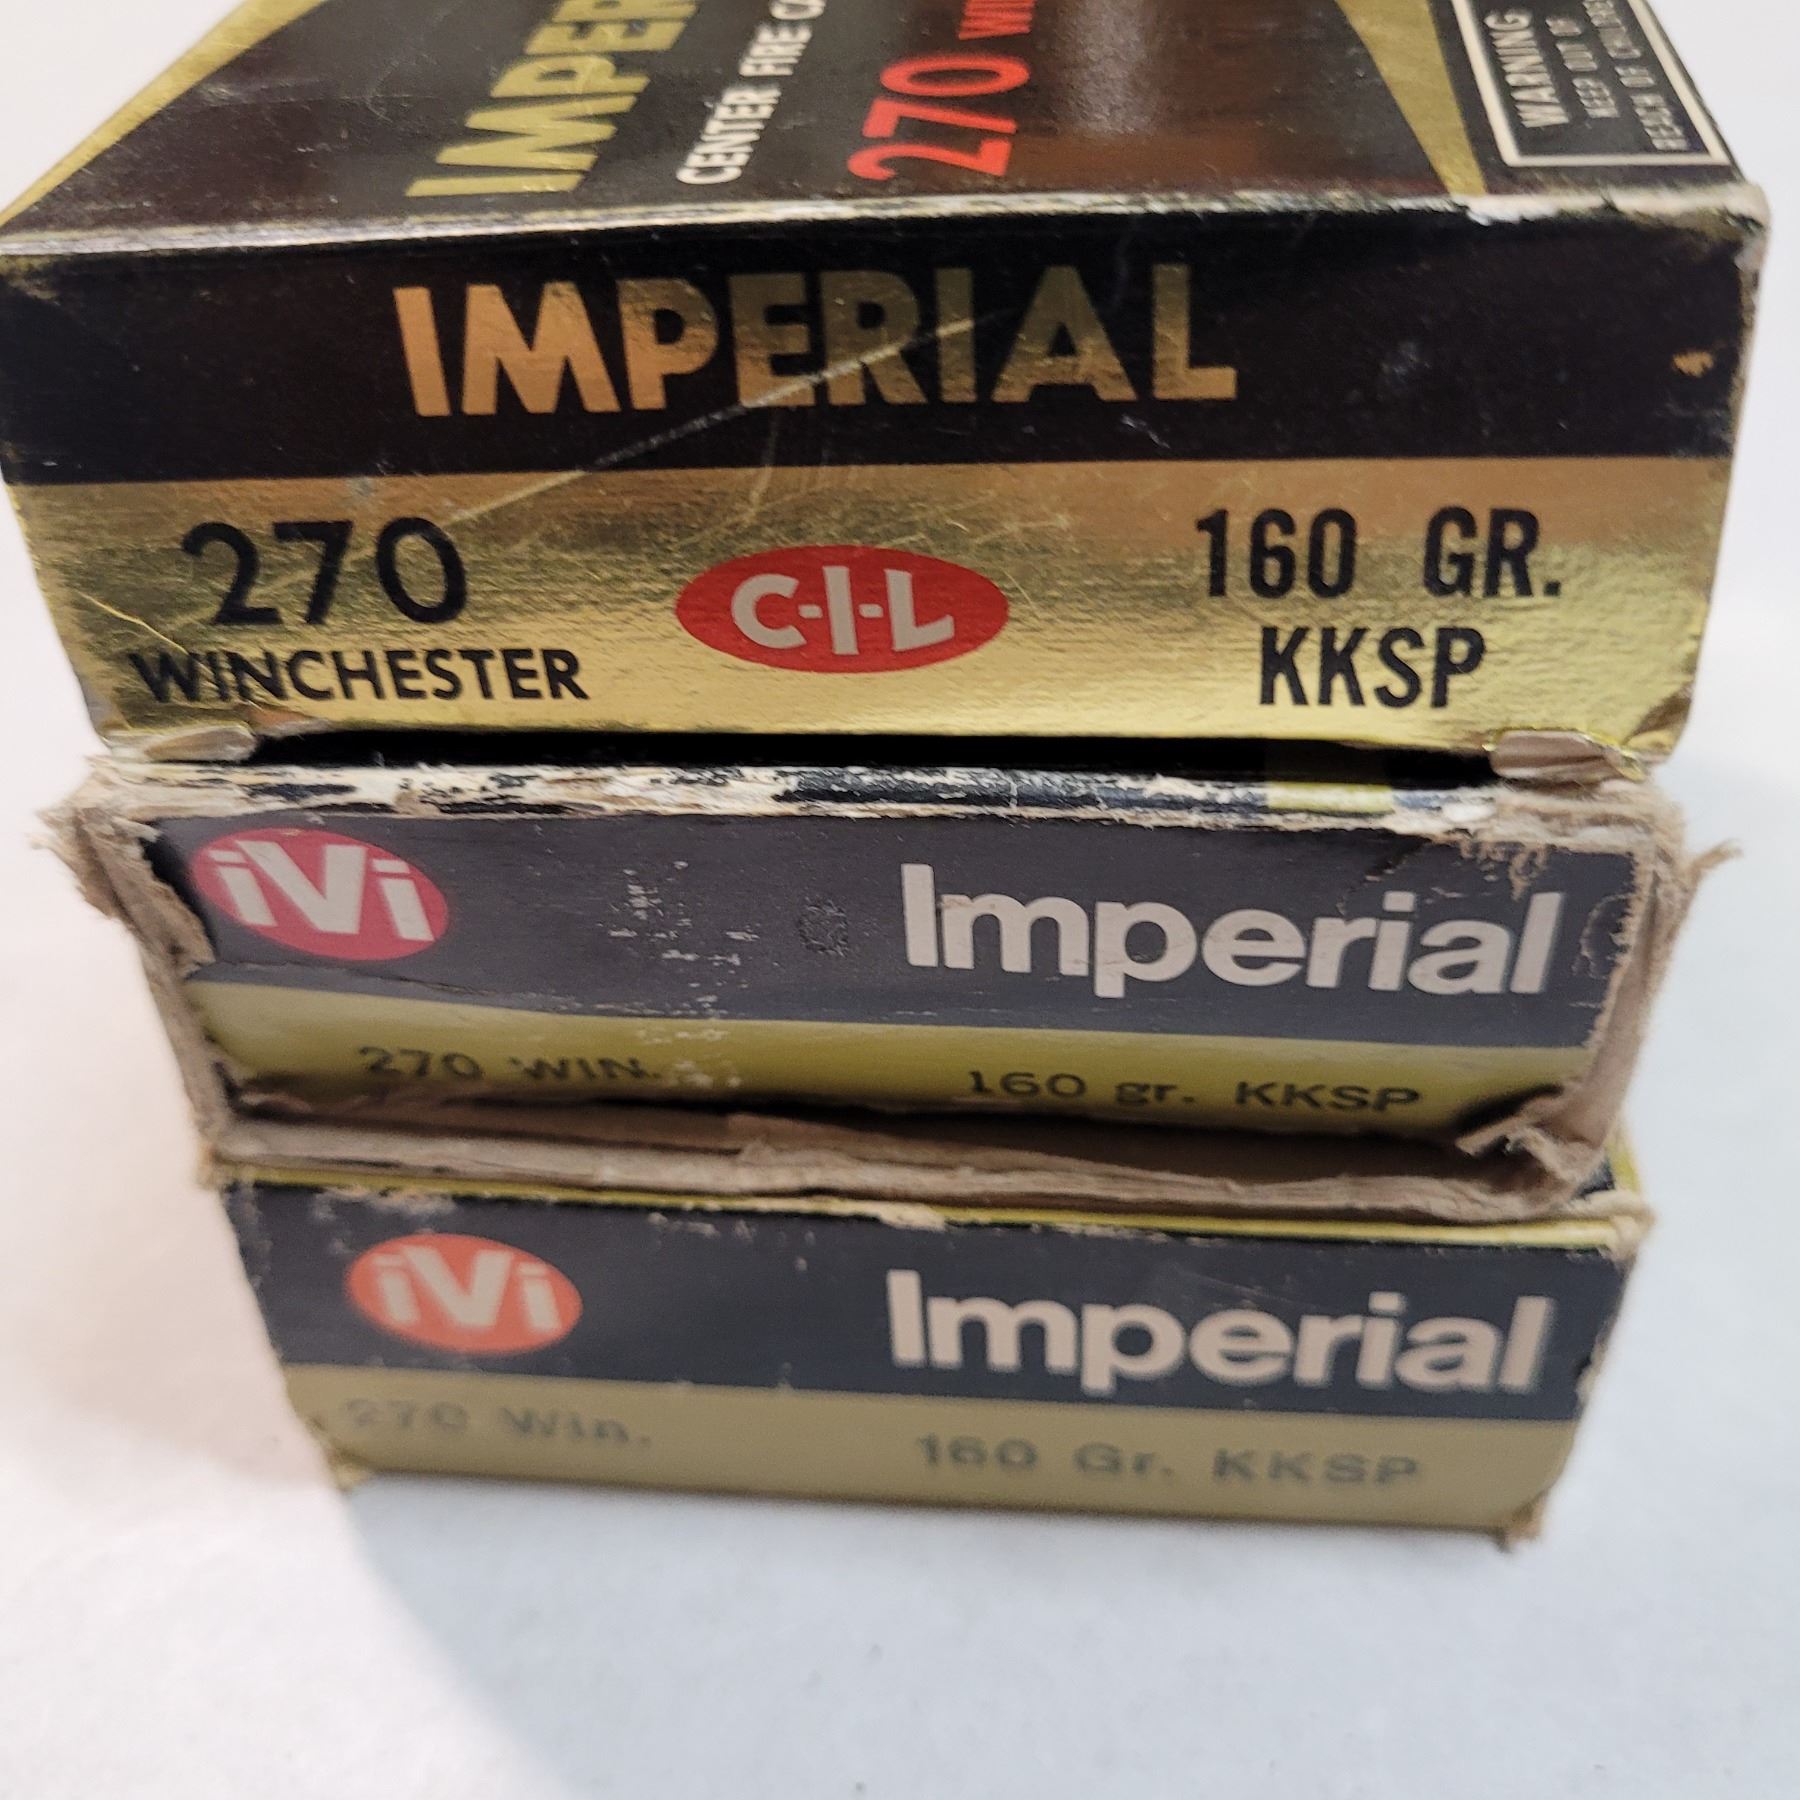 IMPER
CENTER FIRE CA
270 WIN
WARNING
KEEP OUT OF
REACH OF CHILDREN
IMPERIAL
270
WINCHESTER
C-I-L
160 GR.
KKSP
iVi
Imperial
270 WIN.
160 gr. KKSP
iVi
Imperial
270 Win.
160 Gr. KKSP